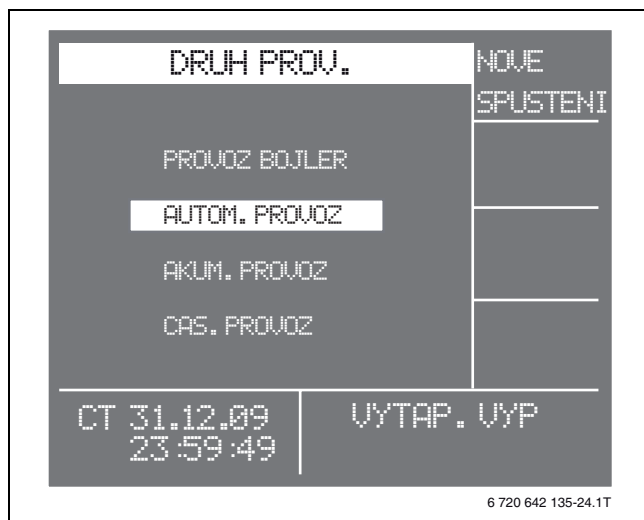 DRUH PROV.
NOVE
SPUSTENI
PROVOZ BOJLER
AUTOM. PROVOZ
AKUM. PROVOZ
CAS. PROVOZ
CT 31.12.09
23:59:49
VYTAP. VYP
6 720 642 135-24.1T